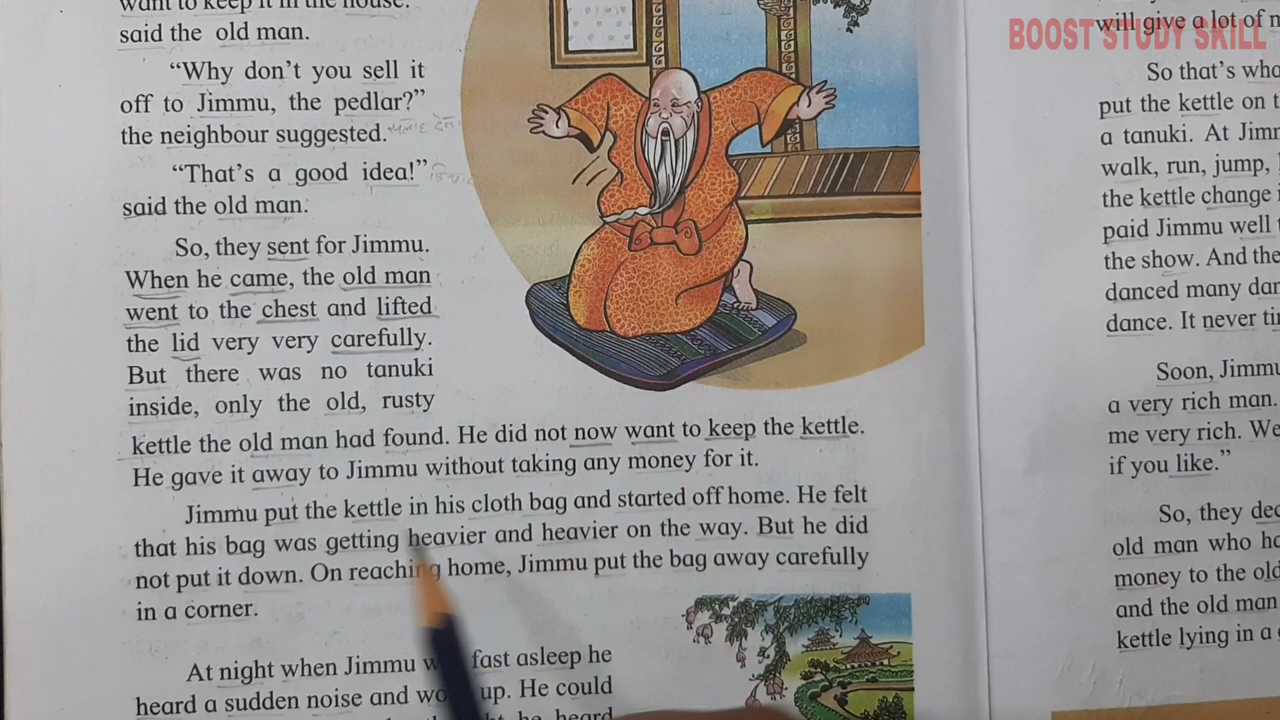 want to keep it in the house."
said the old man.
"Why don't you sell it
off to Jimmu, the pedlar?"
the neighbour suggested.
"That's a good idea!"
said the old man.
So, they sent for Jimmu.
When he came, the old man
went to the chest and lifted
the lid very very carefully.
But there was no tanuki
inside, only the old, rusty
kettle the old man had found. He did not now want to keep the kettle.
He gave it away to Jimmu without taking any money for it.
Jimmu put the kettle in his cloth bag and started off home. He felt
that his bag was getting heavier and heavier on the way. But he did
not put it down. On reaching home, Jimmu put the bag away carefully
in a corner.
At night when Jimmu fast asleep he
heard a sudden noise and up. He could
he heard
BOOST STUDY SKILL
will give a lot of
So that's
put the kettle on
a tanuki. At
walk, run, jump,
the kettle change
paid Jimmu well
the show. And
danced many
dance. It never
Soon,
a very rich man.
me very rich.
if you like."
So, they
old man who
money to the
and the old man
kettle lying in a